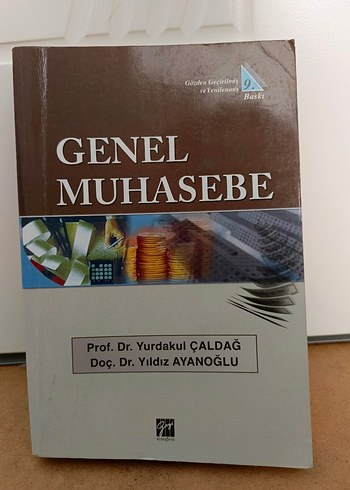 Gözden Geçirilmiş
ve Yenilenmiş
9.
Baskı
GENEL
MUHASEBE
Prof. Dr. Yurdakul ÇALDAĞ
Doç. Dr. Yıldız AYANOĞLU